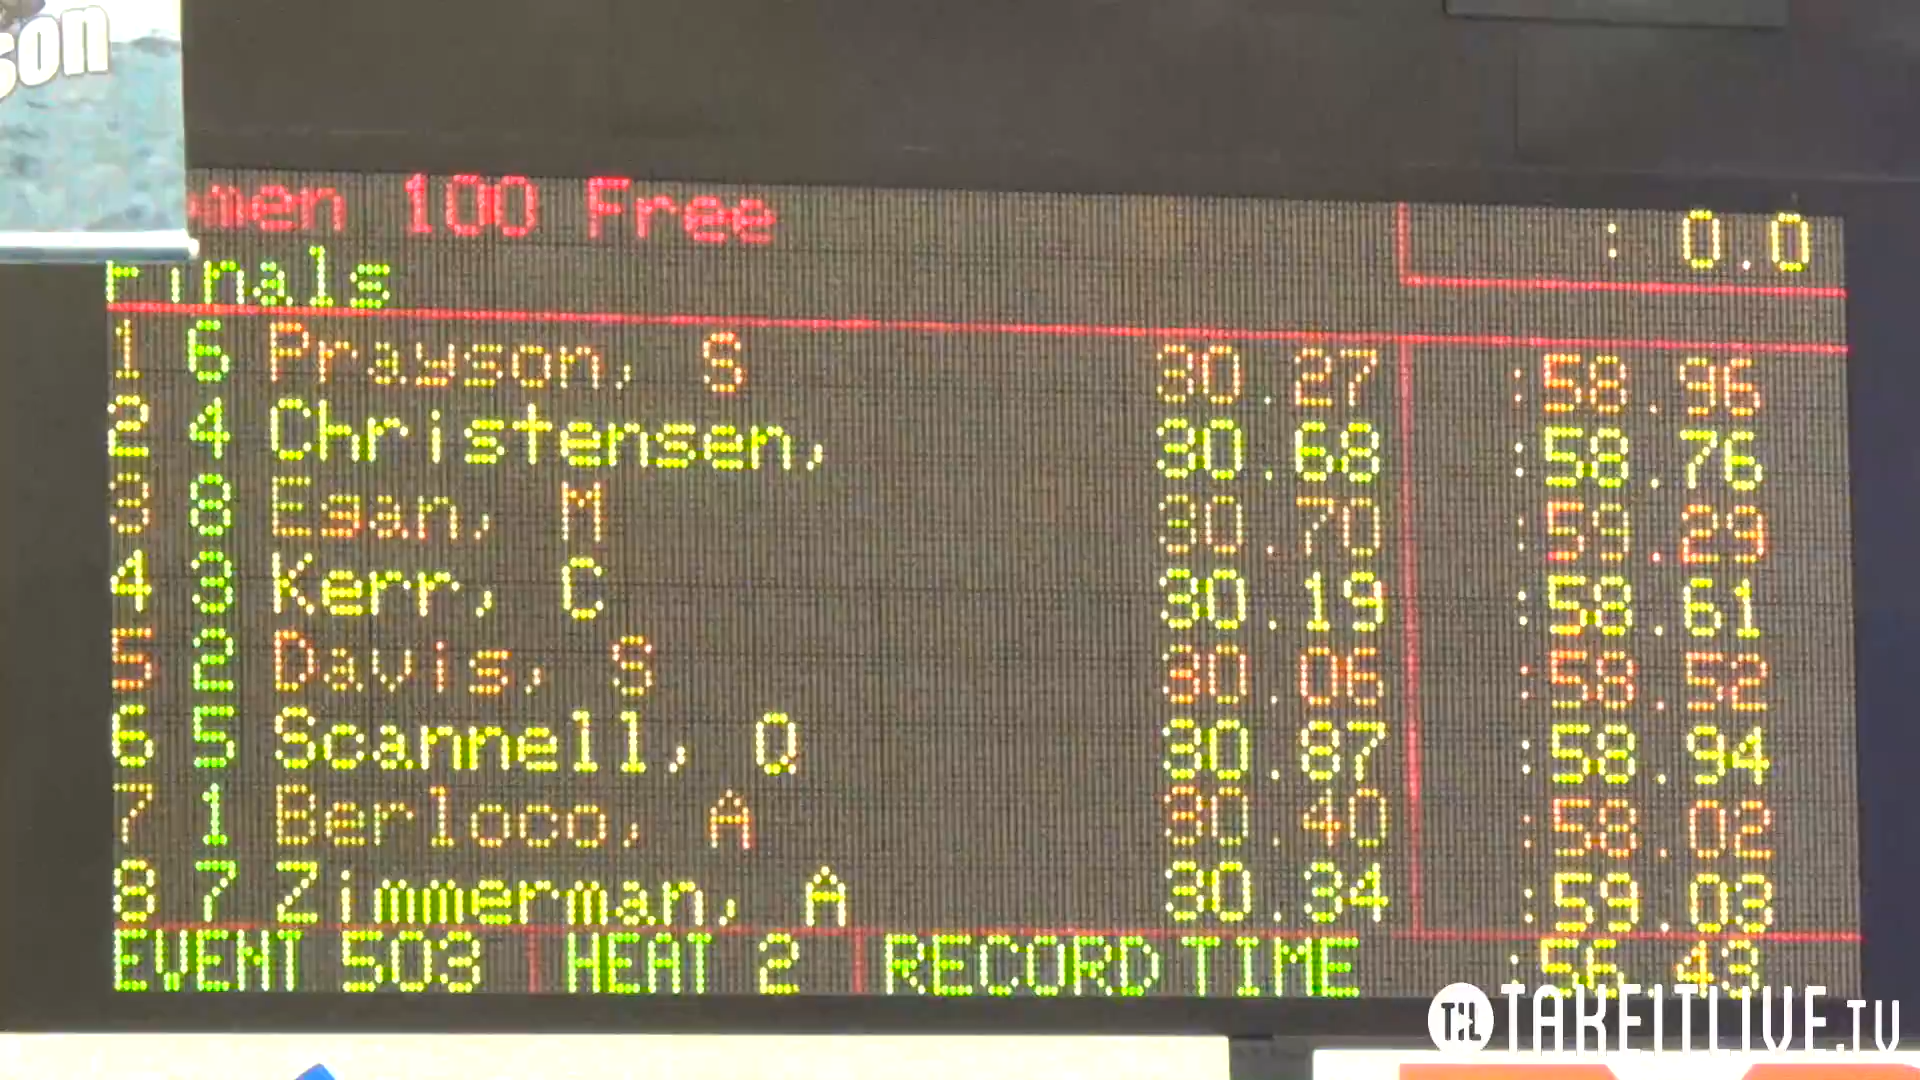 son
men 100 Free : 0.0
Finals
1 6 Prayson, S 30.27 :58.96
2 4 Christensen, 30.68 :58.76
3 8 Egan, M 30.70 :59.29
4 3 Kerr, C 30.19 :58.61
5 2 Davis, S 30.06 :58.52
6 5 Scannell, O 30.87 :58.94
7 1 Berloco, A 30.40 :58.02
8 7 Zimmerman, A 30.34 :59.03
EVENT 503 HEAT 2 RECORD TIME :56.43
TAKEITLIVE.TV